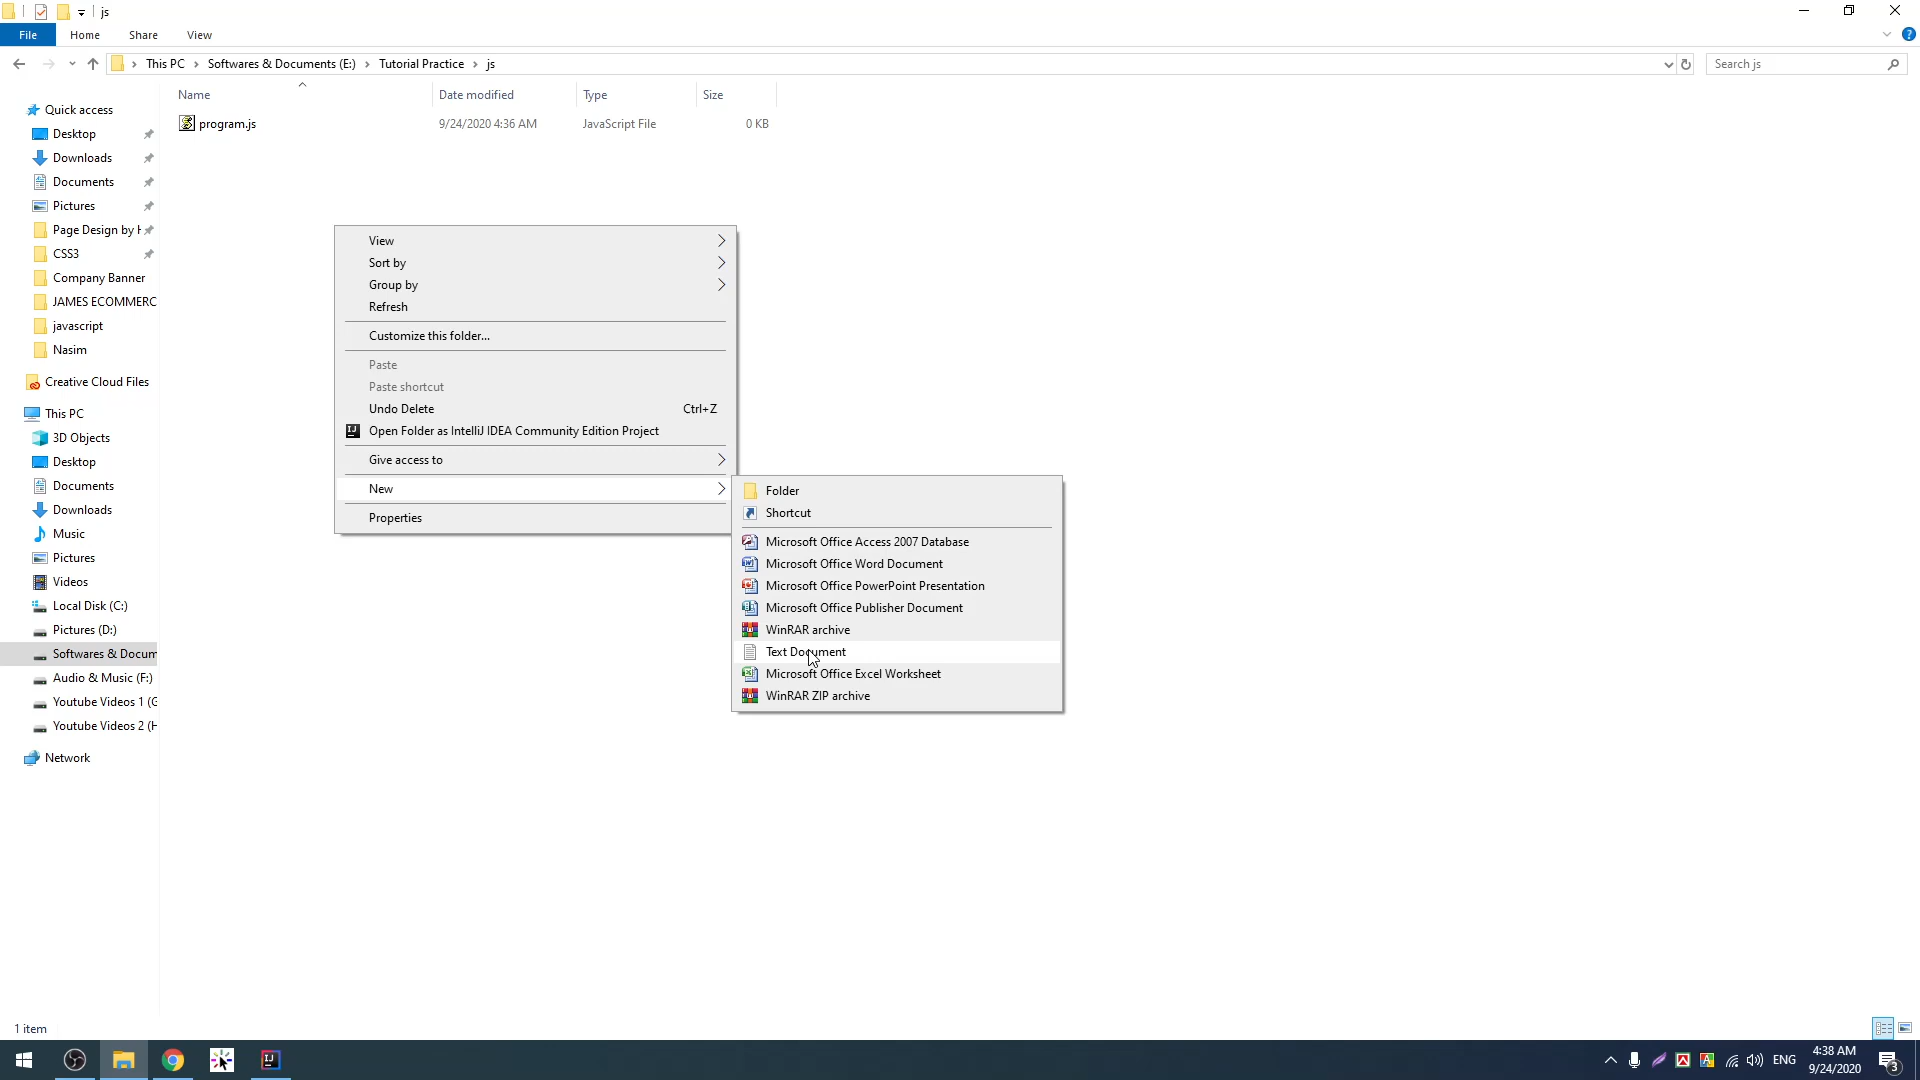 js
File Home Share View
This PC Softwares & Documents (E:) Tutorial Practice js
Search js
Name Date modified Type Size
program.js 9/24/2020 4:36 AM JavaScript File 0 KB
Quick access
Desktop
Downloads
Documents
Pictures
Page Design by
CSS3
Company Banner
JAMES ECOMMERC
javascript
Nasim
Creative Cloud Files
This PC
3D Objects
Desktop
Documents
Downloads
Music
Pictures
Videos
Local Disk (C:)
Pictures (D:)
Softwares & Docum
Audio & Music (F:)
Youtube Videos 1 (G
Youtube Videos 2 (H
Network
View
Sort by
Group by
Refresh
Customize this folder...
Paste
Paste shortcut
Undo Delete Ctrl+Z
IJ Open Folder as IntelliJ IDEA Community Edition Project
Give access to
New
Properties
Folder
Shortcut
Microsoft Office Access 2007 Database
Microsoft Office Word Document
Microsoft Office PowerPoint Presentation
Microsoft Office Publisher Document
WinRAR archive
Text Document
Microsoft Office Excel Worksheet
WinRAR ZIP archive
1 item
IJ
ENG
4:38 AM
9/24/2020
3